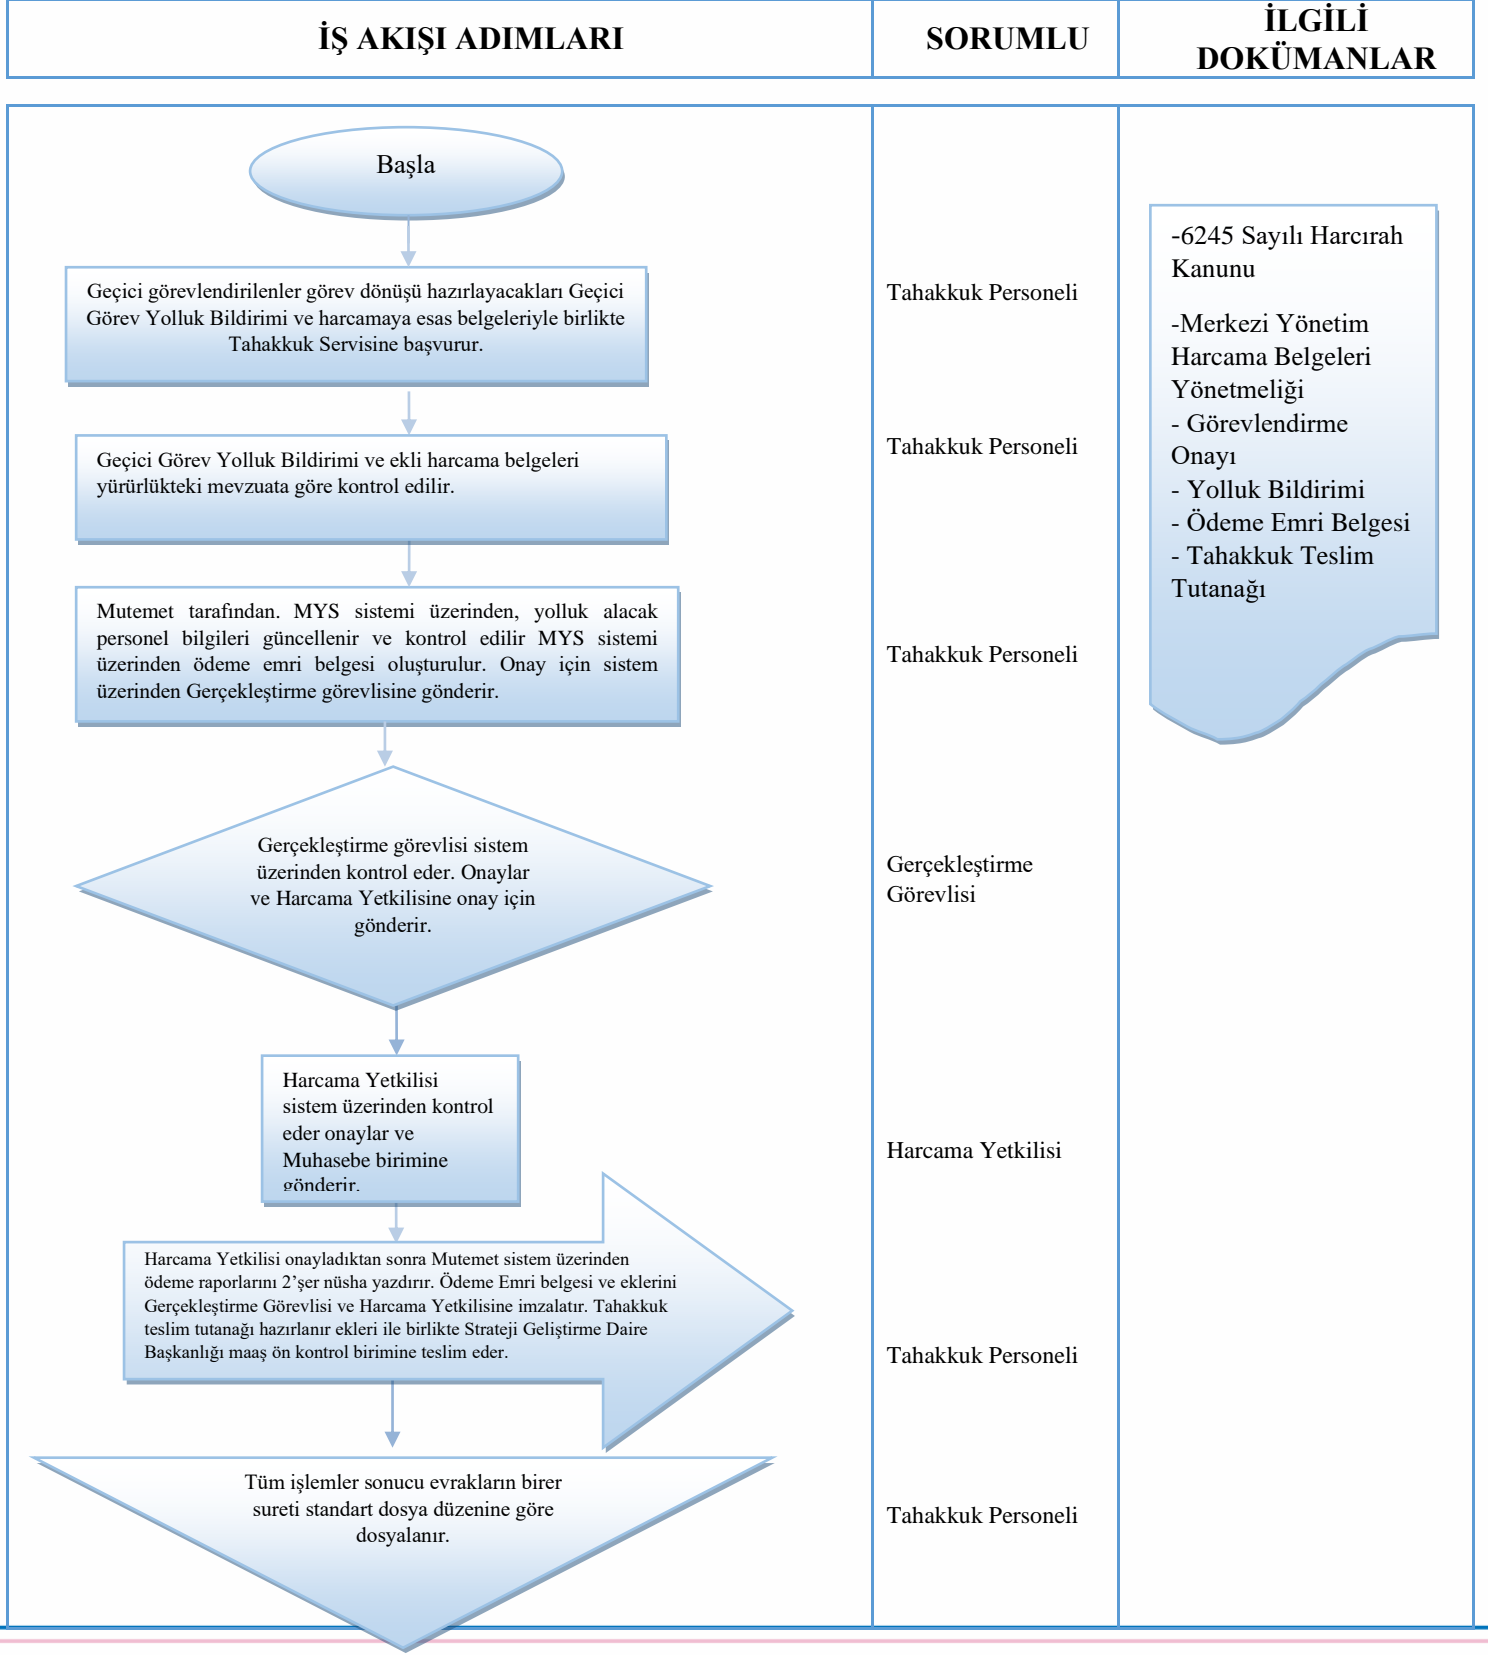 İŞ AKIŞI ADIMLARI
SORUMLU
İLGİLİ
DOKÜMANLAR
Başla
Geçici görevlendirilenler görev dönüşü hazırlayacakları Geçici
Görev Yolluk Bildirimi ve harcamaya esas belgeleriyle birlikte
Tahakkuk Servisine başvurur.
Tahakkuk Personeli
Geçici Görev Yolluk Bildirimi ve ekli harcama belgeleri
yürürlükteki mevzuata göre kontrol edilir.
Tahakkuk Personeli
Mutemet tarafından. MYS sistemi üzerinden, yolluk alacak
personel bilgileri güncellenir ve kontrol edilir MYS sistemi
üzerinden ödeme emri belgesi oluşturulur. Onay için sistem
üzerinden Gerçekleştirme görevlisine gönderir.
Tahakkuk Personeli
Gerçekleştirme görevlisi sistem
üzerinden kontrol eder. Onaylar
ve Harcama Yetkilisine onay için
gönderir.
Gerçekleştirme
Görevlisi
Harcama Yetkilisi
sistem üzerinden kontrol
eder onaylar ve
Muhasebe birimine
gönderir.
Harcama Yetkilisi
Harcama Yetkilisi onayladıktan sonra Mutemet sistem üzerinden
ödeme raporlarını 2’şer nüsha yazdırır. Ödeme Emri belgesi ve eklerini
Gerçekleştirme Görevlisi ve Harcama Yetkilisine imzalatır. Tahakkuk
teslim tutanağı hazırlanır ekleri ile birlikte Strateji Geliştirme Daire
Başkanlığı maaş ön kontrol birimine teslim eder.
Tahakkuk Personeli
Tüm işlemler sonucu evrakların birer
sureti standart dosya düzenine göre
dosyalanır.
Tahakkuk Personeli
-6245 Sayılı Harcırah
Kanunu
-Merkezi Yönetim
Harcama Belgeleri
Yönetmeliği
- Görevlendirme
Onayı
- Yolluk Bildirimi
- Ödeme Emri Belgesi
- Tahakkuk Teslim
Tutanağı